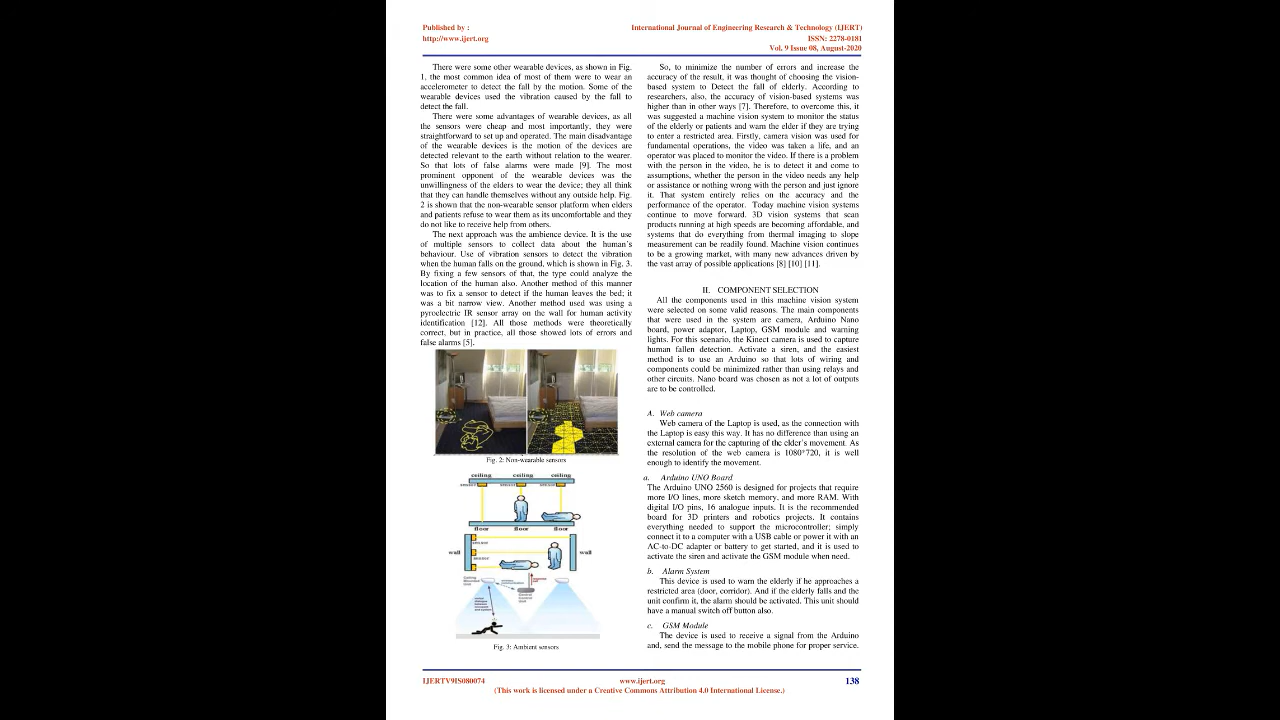 Published by :
http://www.ijert.org
International Journal of Engineering Research & Technology (IJERT)
ISSN: 2278-0181
Vol. 9 Issue 08, August-2020
There were some other wearable devices, as shown in Fig.
1, the most common idea of most of them were to wear an
accelerometer to detect the fall by the motion. Some of the
wearable devices used the vibration caused by the fall to
detect the fall.
There were some advantages of wearable devices, as all
the sensors were cheap and most importantly, they were
straightforward to set up and operated. The main disadvantage
of the wearable devices is the motion of the devices are
detected relevant to the earth without relation to the wearer.
So that lots of false alarms were made [9]. The most
prominent opponent of the wearable devices was the
unwillingness of the elders to wear the device; they all think
that they can handle themselves without any outside help. Fig.
2 is shown that the non-wearable sensor platform when elders
and patients refuse to wear them as its uncomfortable and they
do not like to receive help from others.
The next approach was the ambience device. It is the use
of multiple sensors to collect data about the human's
behaviour. Use of vibration sensors to detect the vibration
when the human falls on the ground, which is shown in Fig. 3.
By fixing a few sensors of that, the type could analyze the
location of the human also. Another method of this manner
was to fix a sensor to detect if the human leaves the bed; it
was a bit narrow view. Another method used was using a
pyroelectric IR sensor array on the wall for human activity
identification [12]. All those methods were theoretically
correct, but in practice, all those showed lots of errors and
false alarms [5].
Fig. 2: Non-wearable sensors
ceiling ceiling ceiling
sensor sensor sensor
floor floor floor
sensor
wall wall
sensor
Fig. 3: Ambient sensors
So, to minimize the number of errors and increase the
accuracy of the result, it was thought of choosing the vision-
based system to Detect the fall of elderly. According to
researchers, also, the accuracy of vision-based systems was
higher than in other ways [7]. Therefore, to overcome this, it
was suggested a machine vision system to monitor the status
of the elderly or patients and warn the elder if they are trying
to enter a restricted area. Firstly, camera vision was used for
fundamental operations, the video was taken a life, and an
operator was placed to monitor the video. If there is a problem
with the person in the video, he is to detect it and come to
assumptions, whether the person in the video needs any help
or assistance or nothing wrong with the person and just ignore
it. That system entirely relies on the accuracy and the
performance of the operator. Today machine vision systems
continue to move forward. 3D vision systems that scan
products running at high speeds are becoming affordable, and
systems that do everything from thermal imaging to slope
measurement can be readily found. Machine vision continues
to be a growing market, with many new advances driven by
the vast array of possible applications [8] [10] [11].
II. COMPONENT SELECTION
All the components used in this machine vision system
were selected on some valid reasons. The main components
that were used in the system are camera, Arduino Nano
board, power adaptor, Laptop, GSM module and warning
lights. For this scenario, the Kinect camera is used to capture
human fallen detection. Activate a siren, and the easiest
method is to use an Arduino so that lots of wiring and
components could be minimized rather than using relays and
other circuits. Nano board was chosen as not a lot of outputs
are to be controlled.
A. Web camera
Web camera of the Laptop is used, as the connection with
the Laptop is easy this way. It has no difference than using an
external camera for the capturing of the elder's movement. As
the resolution of the web camera is 1080*720, it is well
enough to identify the movement.
a. Arduino UNO Board
The Arduino UNO 2560 is designed for projects that require
more I/O lines, more sketch memory, and more RAM. With
digital I/O pins, 16 analogue inputs. It is the recommended
board for 3D printers and robotics projects. It contains
everything needed to support the microcontroller; simply
connect it to a computer with a USB cable or power it with an
AC-to-DC adapter or battery to get started, and it is used to
activate the siren and activate the GSM module when need.
b. Alarm System
This device is used to warn the elderly if he approaches a
restricted area (door, corridor). And if the elderly falls and the
unit confirm it, the alarm should be activated. This unit should
have a manual switch off button also.
c. GSM Module
The device is used to receive a signal from the Arduino
and, send the message to the mobile phone for proper service.
IJERTV9IS080074
www.ijert.org
138
(This work is licensed under a Creative Commons Attribution 4.0 International License.)